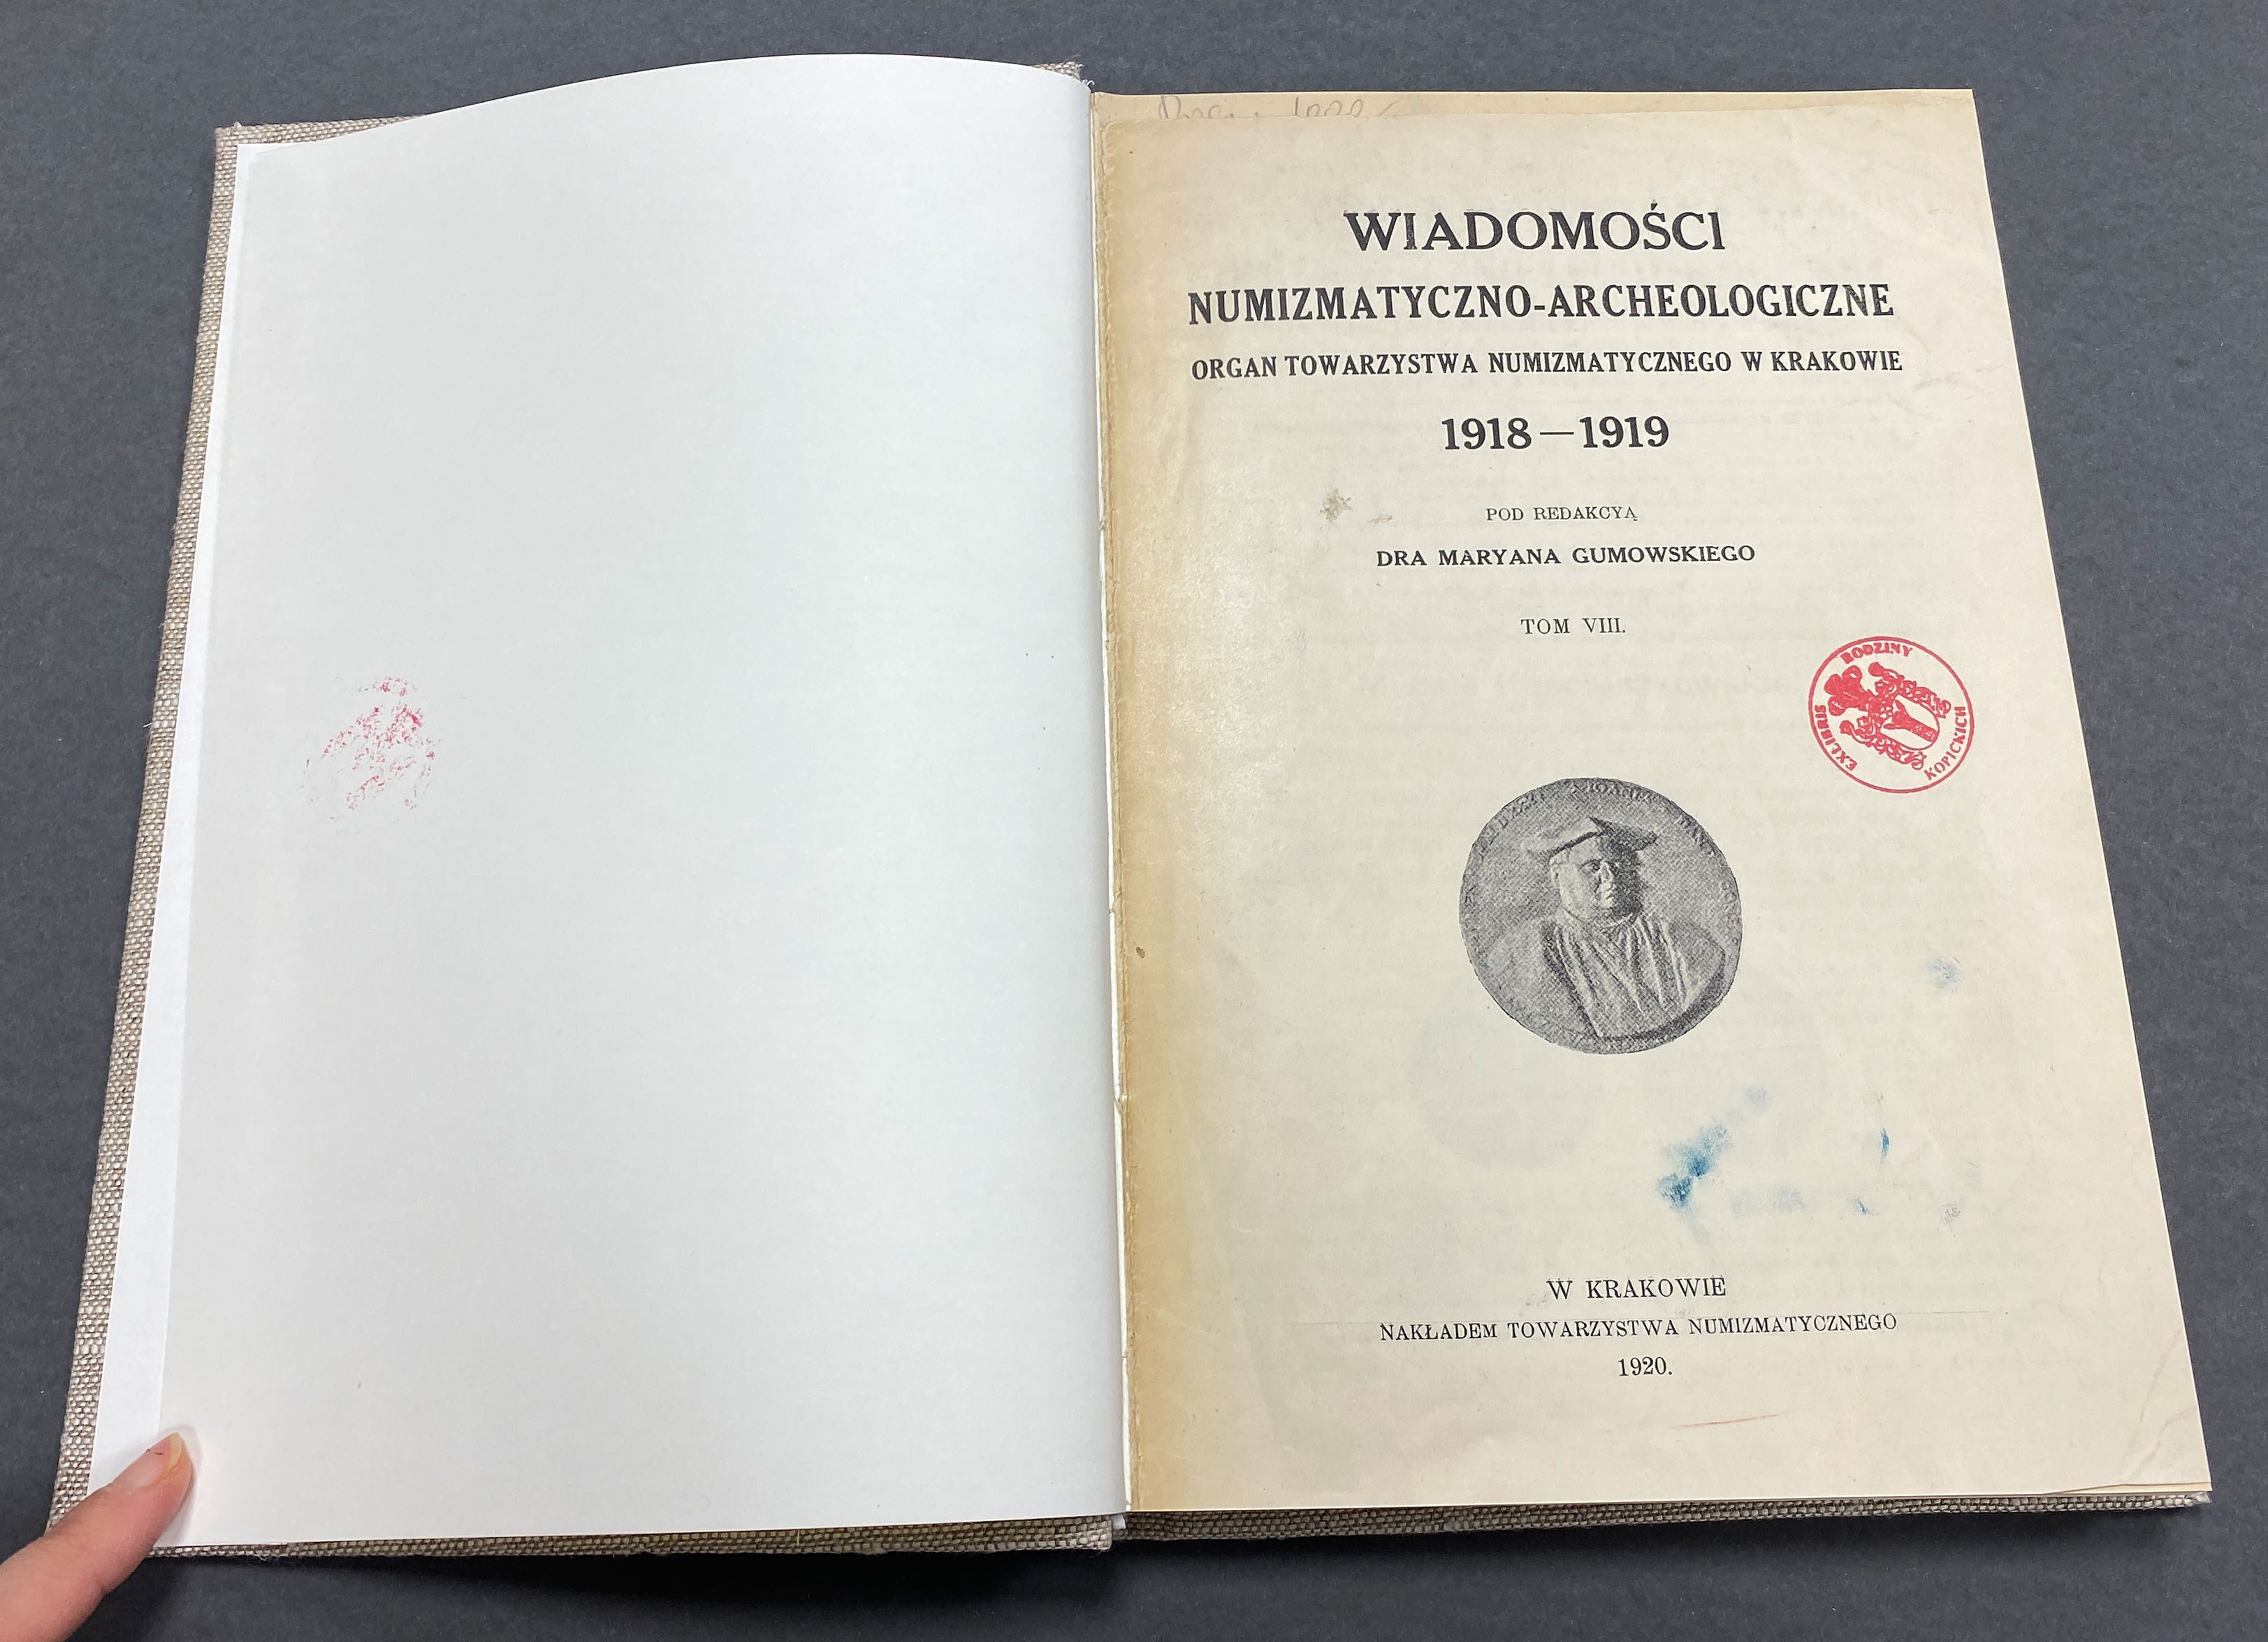 WIADOMOŚCI
NUMIZMATYCZNO-ARCHEOLOGICZNE
ORGAN TOWARZYSTWA NUMIZMATYCZNEGO W KRAKOWIE
1918—1919
POD REDAKCYĄ
DRA MARYANA GUMOWSKIEGO
TOM VIII.
EXLIBRIS RODZINY KOPICKICH
W KRAKOWIE
NAKŁADEM TOWARZYSTWA NUMIZMATYCZNEGO
1920.